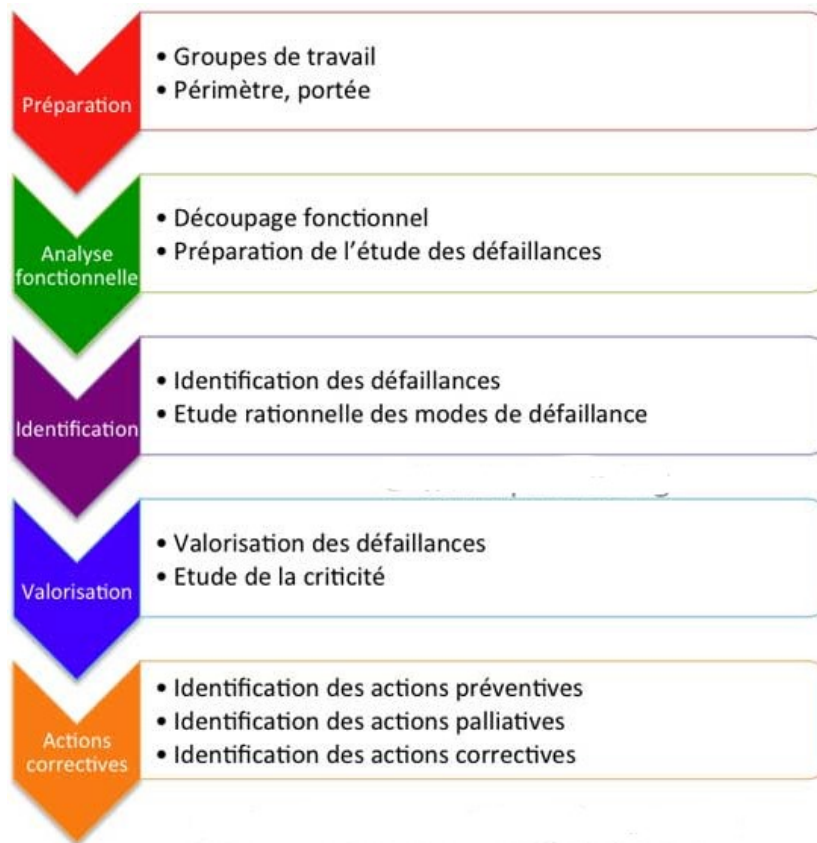 Préparation
• Groupes de travail
• Périmètre, portée
Analyse
fonctionnelle
• Découpage fonctionnel
• Préparation de l'étude des défaillances
Identification
• Identification des défaillances
• Etude rationnelle des modes de défaillance
Valorisation
• Valorisation des défaillances
• Etude de la criticité
Actions
correctives
• Identification des actions préventives
• Identification des actions palliatives
• Identification des actions correctives